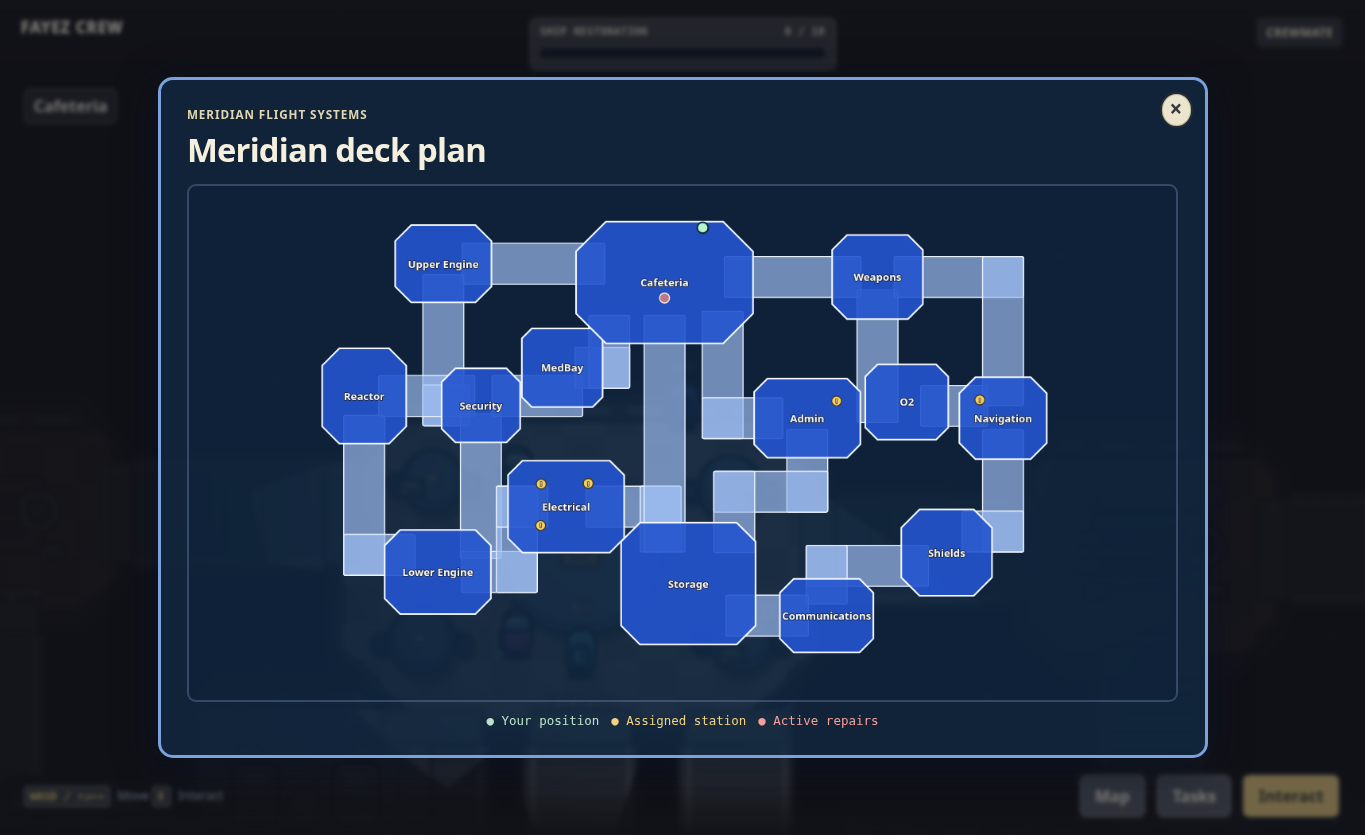 FAYEZ CREW
SHIP RESTORATION
0 / 10
CREWMATE
Cafeteria
MERIDIAN FLIGHT SYSTEMS
Meridian deck plan
×
Upper Engine
Cafeteria
Weapons
MedBay
Reactor
Security
Admin
O2
Navigation
Electrical
Lower Engine
Storage
Shields
Communications
● Your position ● Assigned station ● Active repairs
Move
Interact
Map
Tasks
Interact